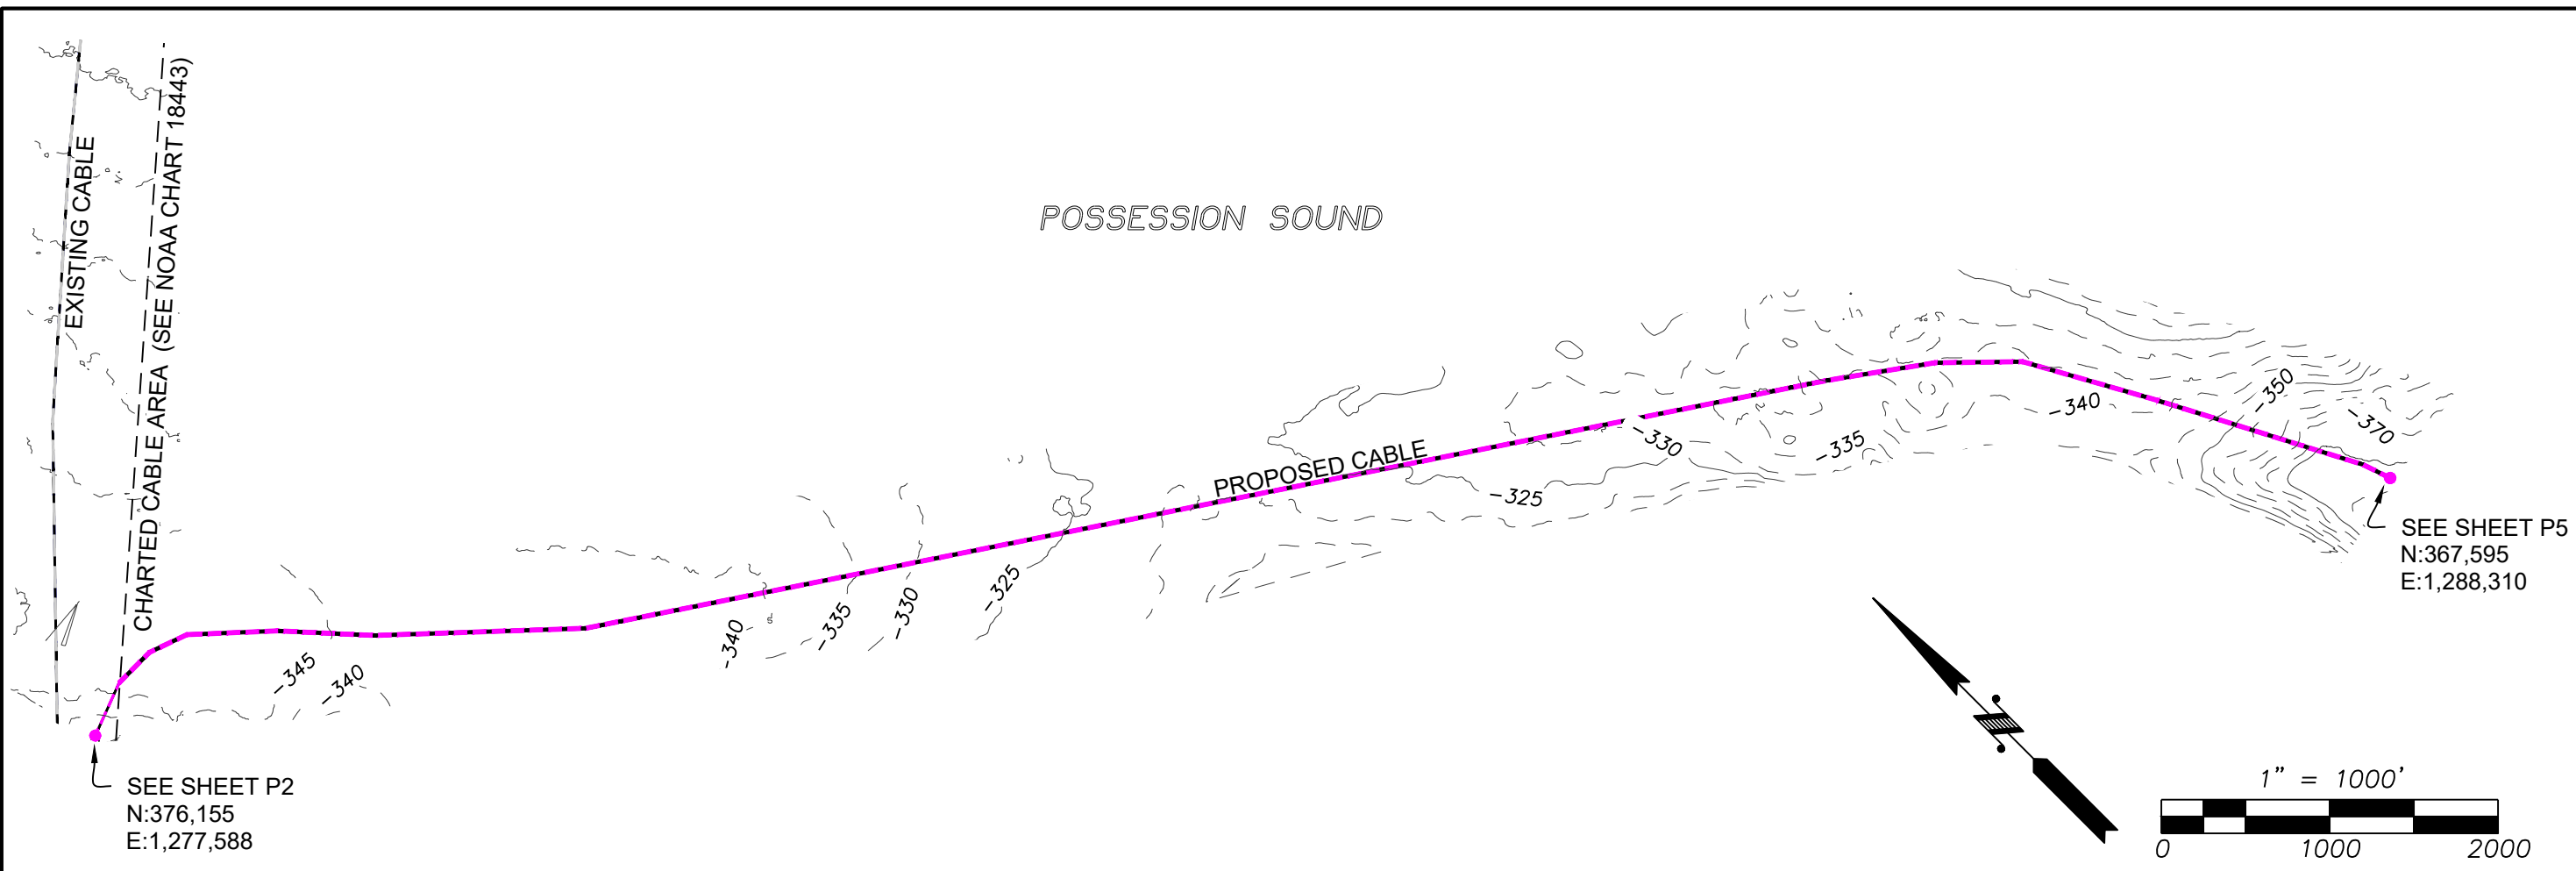 EXISTING CABLE
CHARTED CABLE AREA (SEE NOAA CHART 18443)
POSSESSION SOUND
PROPOSED CABLE
-345
-340
-340
-335
-330
-325
-325
-330
-335
-340
-350
-370
SEE SHEET P5
N:367,595
E:1,288,310
SEE SHEET P2
N:376,155
E:1,277,588
1" = 1000'
0 1000 2000